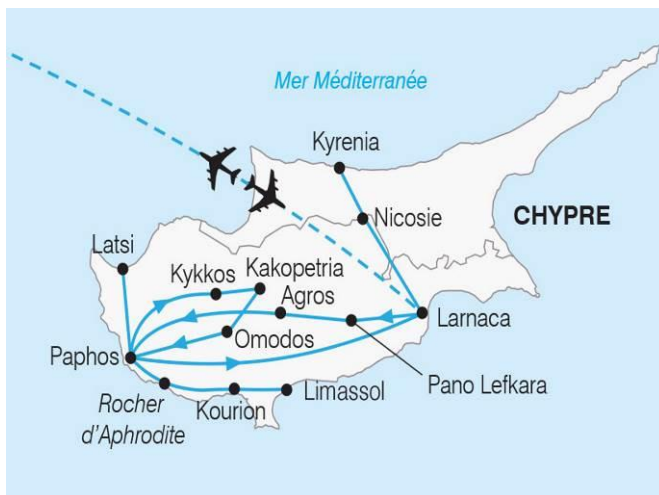 Mer Méditerranée
Kyrenia
Nicosie
CHYPRE
Latsi
Kykkos
Kakopetria
Agros
Larnaca
Omodos
Paphos
Pano Lefkara
Rocher
d'Aphrodite
Kourion
Limassol